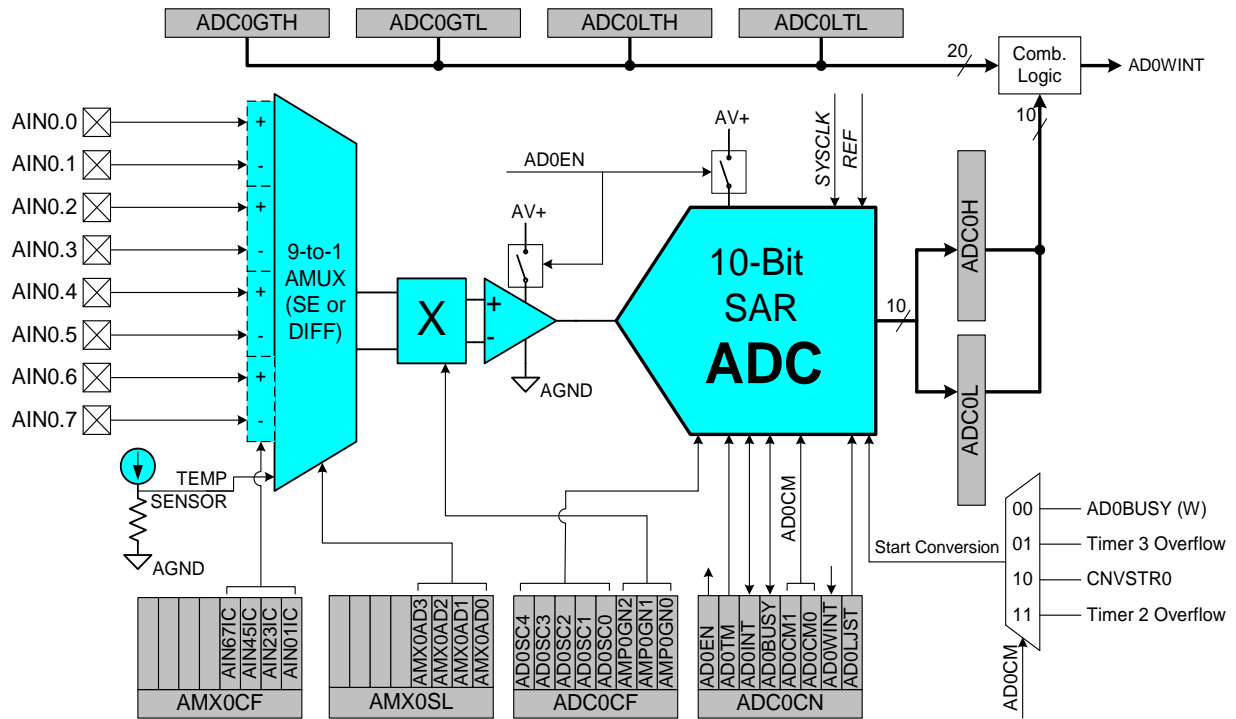 ADC0GTH
ADC0GTL
ADC0LTH
ADC0LTL
20
Comb.
Logic
AD0WINT
10
AIN0.0
AIN0.1
AIN0.2
AIN0.3
AIN0.4
AIN0.5
AIN0.6
AIN0.7
+
-
+
-
+
-
+
-
9-to-1
AMUX
(SE or
DIFF)
X
+
-
AV+
AGND
AD0EN
AV+
SYSCLK
REF
10-Bit
SAR
ADC
10
ADC0H
ADC0L
TEMP
SENSOR
AGND
AD0CM
Start Conversion
00
01
10
11
AD0BUSY (W)
Timer 3 Overflow
CNVSTR0
Timer 2 Overflow
AD0CM
AIN67IC
AIN45IC
AIN23IC
AIN01IC
AMX0CF
AMX0AD3
AMX0AD2
AMX0AD1
AMX0AD0
AMX0SL
AD0SC4
AD0SC3
AD0SC2
AD0SC1
AD0SC0
AMP0GN2
AMP0GN1
AMP0GN0
ADC0CF
AD0EN
AD0TM
AD0INT
AD0BUSY
AD0CM1
AD0CM0
AD0WINT
AD0LJST
ADC0CN